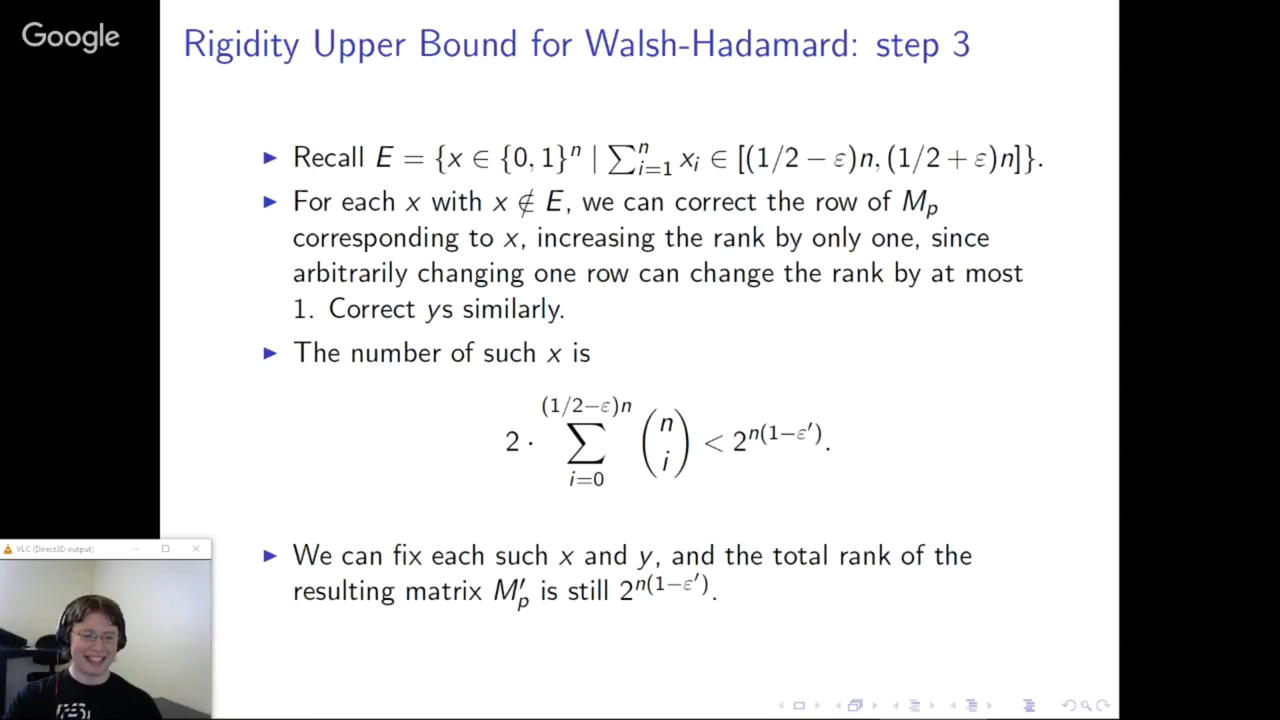 Google
Rigidity Upper Bound for Walsh-Hadamard: step 3
▶ Recall E = {x ∈ {0, 1}ⁿ | ∑ⁿᵢ₌₁ xᵢ ∈ [(1/2 − ε)n, (1/2 + ε)n]}.
▶ For each x with x ∉ E, we can correct the row of Mₚ
corresponding to x, increasing the rank by only one, since
arbitrarily changing one row can change the rank by at most
1. Correct ys similarly.
▶ The number of such x is
(1/2−ε)n
2 · ∑ (n i) < 2^{n(1−ε′)}.
i=0
▶ We can fix each such x and y, and the total rank of the
resulting matrix M′ₚ is still 2^{n(1−ε′)}.
VLC (Direct3D output)